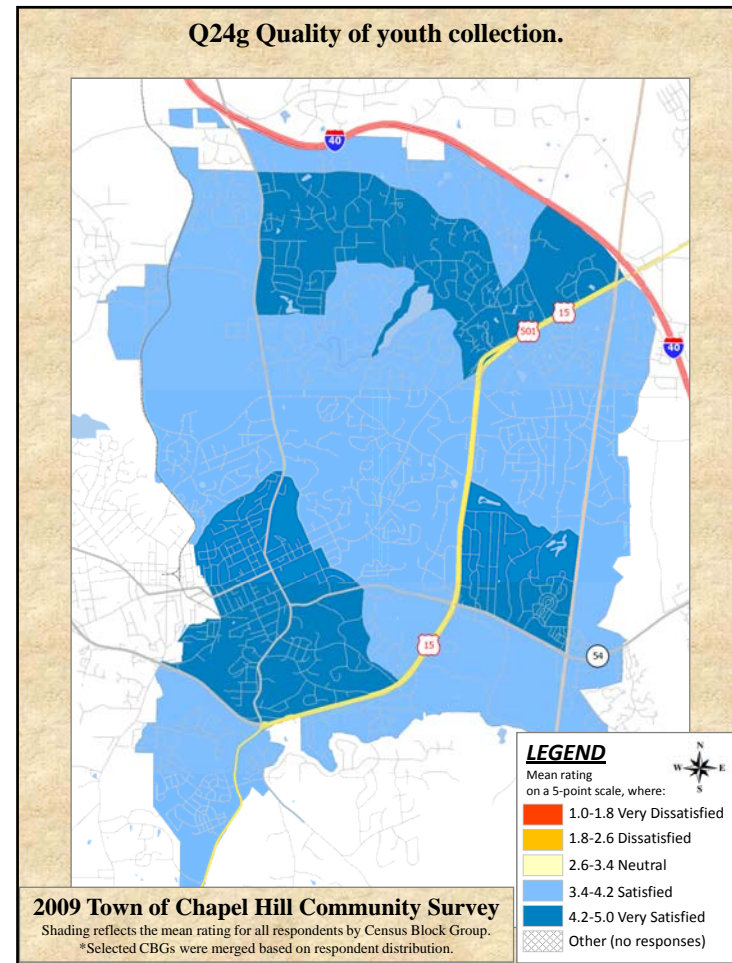 Q24g Quality of youth collection.
40
15
501
40
15
54
LEGEND
N
W E
S
Mean rating
on a 5-point scale, where:
1.0-1.8 Very Dissatisfied
1.8-2.6 Dissatisfied
2.6-3.4 Neutral
3.4-4.2 Satisfied
4.2-5.0 Very Satisfied
Other (no responses)
2009 Town of Chapel Hill Community Survey
Shading reflects the mean rating for all respondents by Census Block Group.
*Selected CBGs were merged based on respondent distribution.